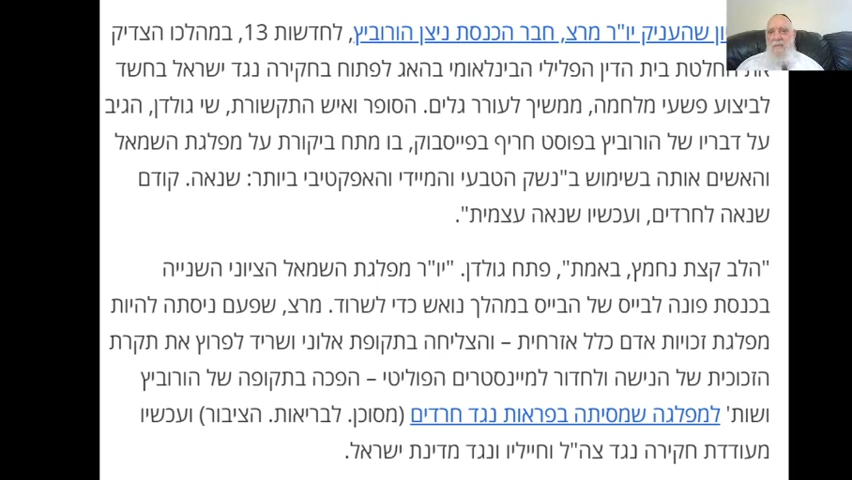 שהעניק יו"ר מרצ, חבר הכנסת ניצן הורוביץ, לחדשות 13, במהלכו הצדיק
את החלטת בית הדין הפלילי הבינלאומי בהאג לפתוח בחקירה נגד ישראל בחשד
לביצוע פשעי מלחמה, ממשיך לעורר גלים. הסופר ואיש התקשורת, שי גולדן, הגיב
על דבריו של הורוביץ בפוסט חריף בפייסבוק, בו מתח ביקורת על מפלגת השמאל
והאשים אותה בשימוש ב"נשק הטבעי והמיידי והאפקטיבי ביותר: שנאה. קודם
שנאה לחרדים, ועכשיו שנאה עצמית".
"הלב קצת נחמץ, באמת", פתח גולדן. "יו"ר מפלגת השמאל הציוני השנייה
בכנסת פונה לבייס של הבייס במהלך נואש כדי לשרוד. מרצ, שפעם ניסתה להיות
מפלגת זכויות אדם כלל אזרחית – והצליחה בתקופת אלוני ושריד לפרוץ את תקרת
הזכוכית של הנישה ולחדור למיינסטרים הפוליטי – הפכה בתקופה של הורוביץ
ושות' למפלגה שמסיתה בפראות נגד חרדים (מסוכן. לבריאות. הציבור) ועכשיו
מעודדת חקירה נגד צה"ל וחייליו ונגד מדינת ישראל.